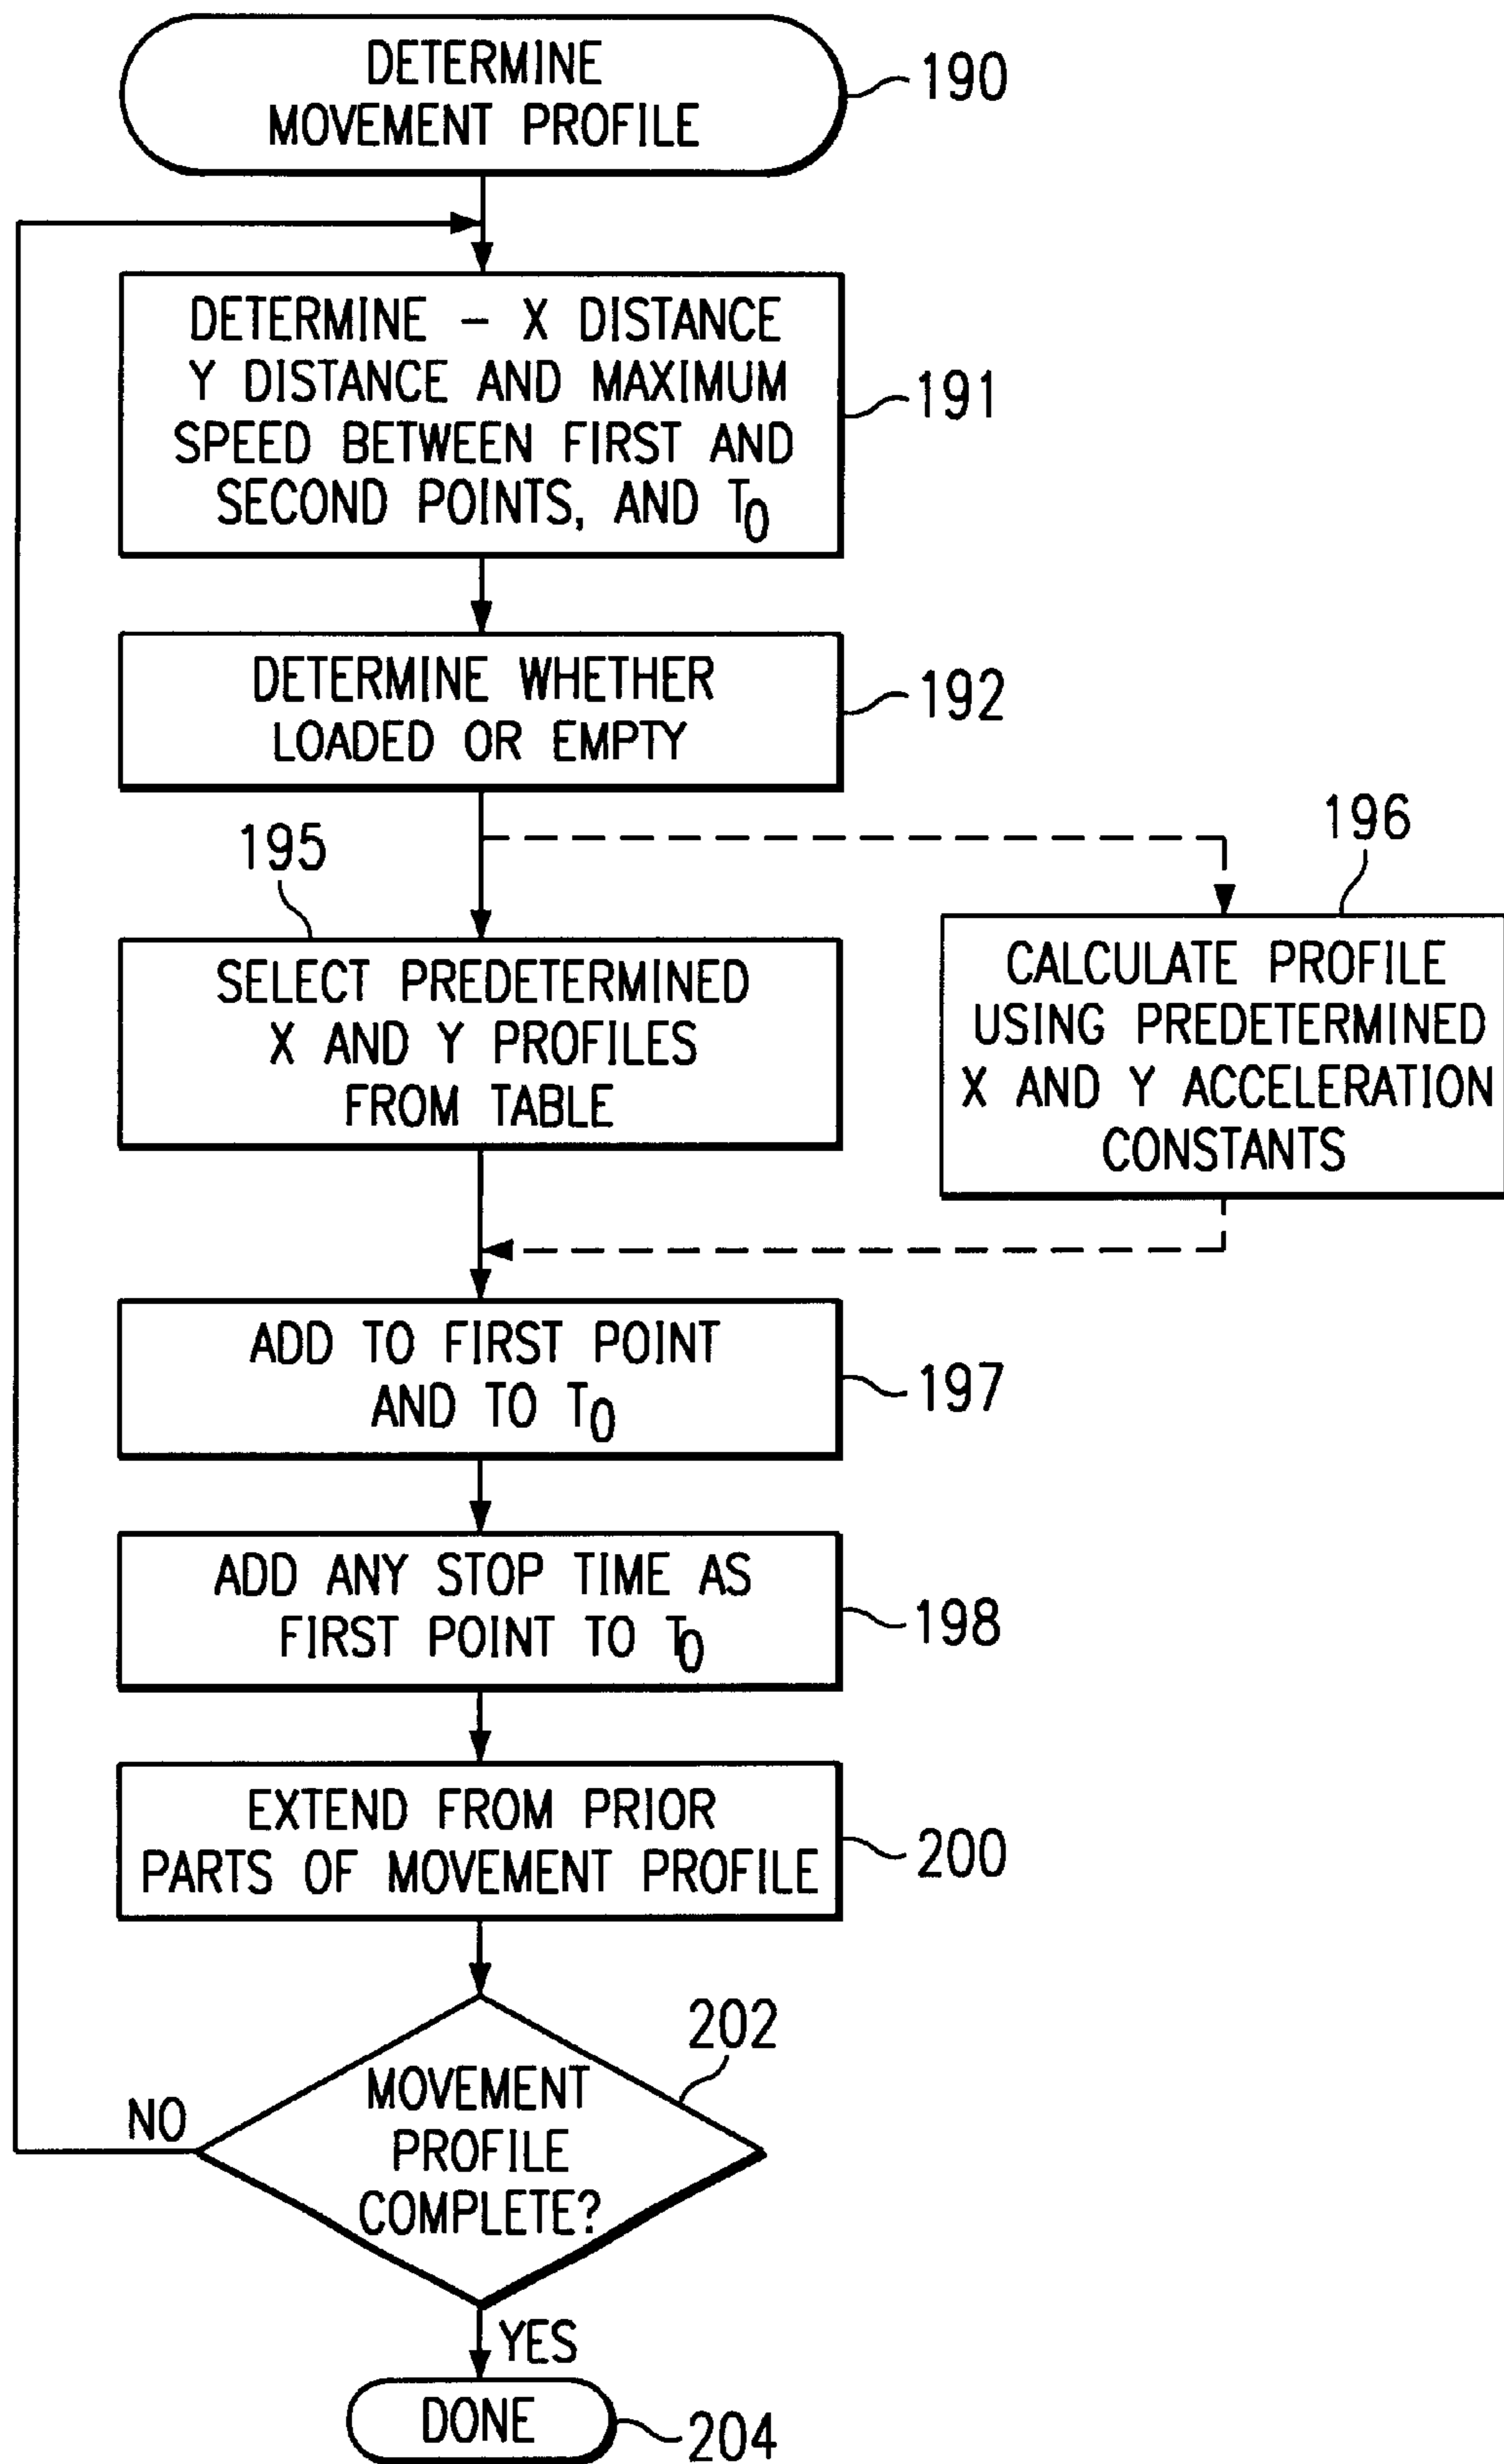 DETERMINE
MOVEMENT PROFILE
190
DETERMINE – X DISTANCE
Y DISTANCE AND MAXIMUM
SPEED BETWEEN FIRST AND
SECOND POINTS, AND T0
191
DETERMINE WHETHER
LOADED OR EMPTY
192
195
SELECT PREDETERMINED
X AND Y PROFILES
FROM TABLE
196
CALCULATE PROFILE
USING PREDETERMINED
X AND Y ACCELERATION
CONSTANTS
ADD TO FIRST POINT
AND TO T0
197
ADD ANY STOP TIME AS
FIRST POINT TO T0
198
EXTEND FROM PRIOR
PARTS OF MOVEMENT PROFILE
200
202
MOVEMENT
PROFILE
COMPLETE?
NO
YES
DONE
204